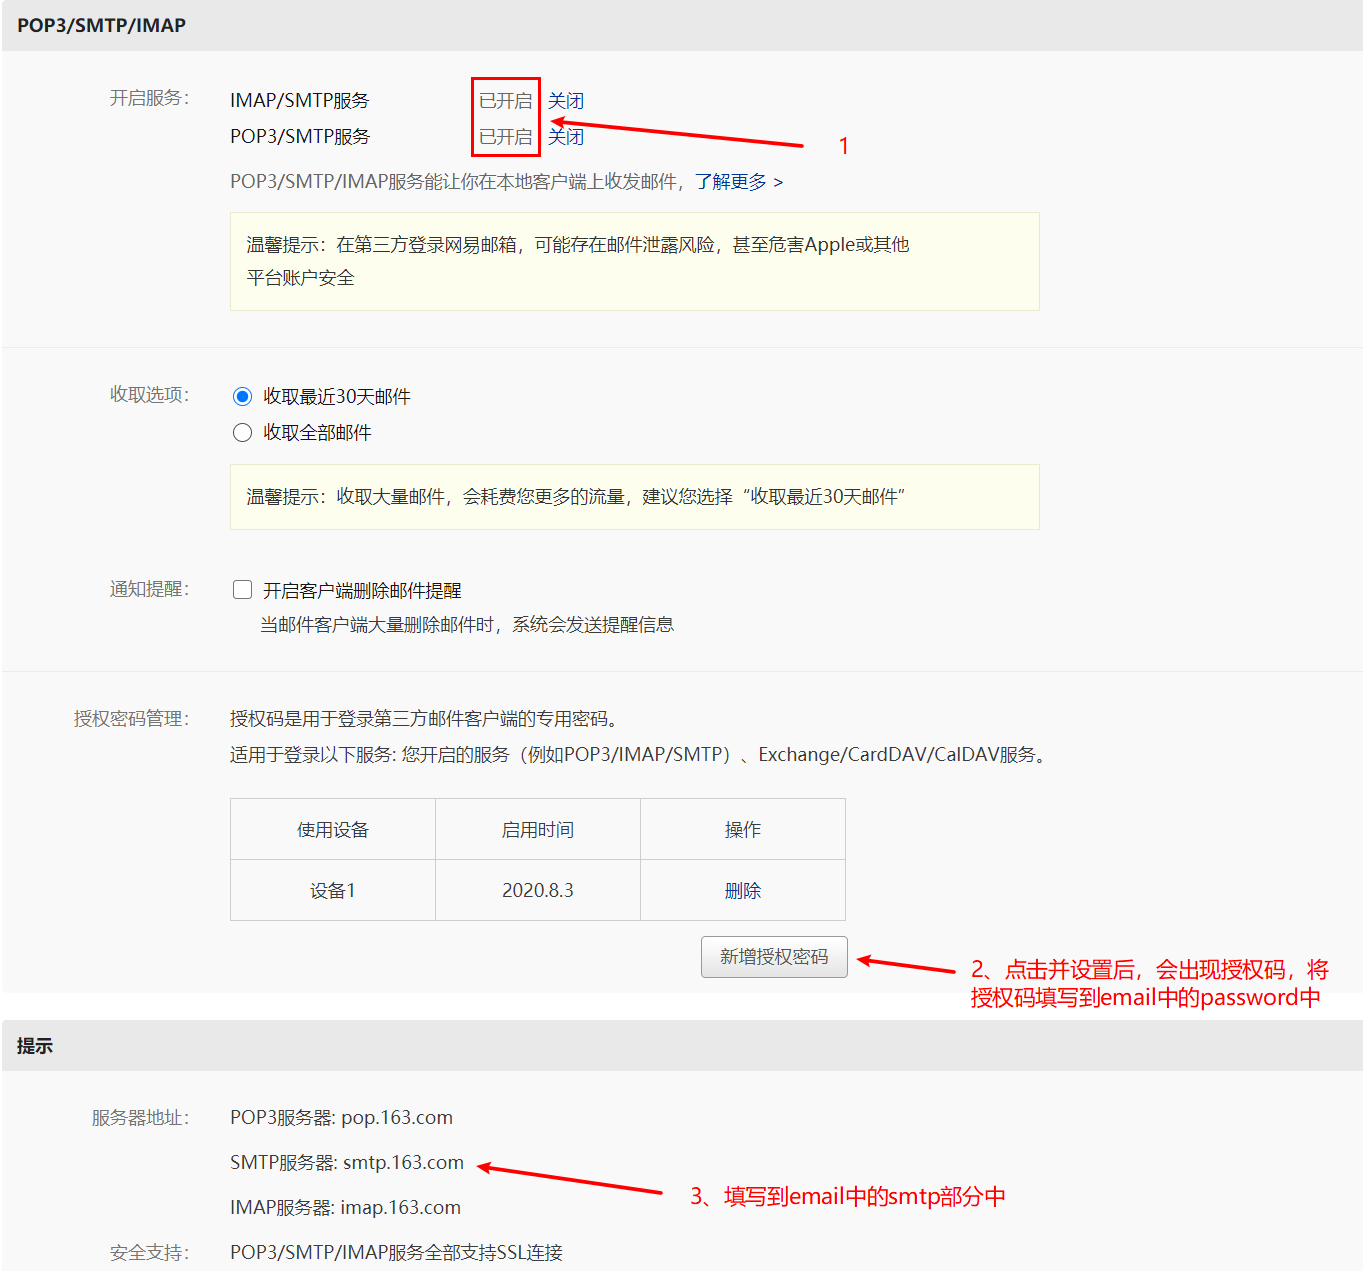 POP3/SMTP/IMAP
开启服务：
IMAP/SMTP服务 已开启 关闭
POP3/SMTP服务 已开启 关闭
1
POP3/SMTP/IMAP服务能让你在本地客户端上收发邮件，了解更多 >
温馨提示：在第三方登录网易邮箱，可能存在邮件泄露风险，甚至危害Apple或其他
平台账户安全
收取选项：
收取最近30天邮件
收取全部邮件
温馨提示：收取大量邮件，会耗费您更多的流量，建议您选择“收取最近30天邮件”
通知提醒：
开启客户端删除邮件提醒
当邮件客户端大量删除邮件时，系统会发送提醒信息
授权密码管理：
授权码是用于登录第三方邮件客户端的专用密码。
适用于登录以下服务: 您开启的服务（例如POP3/IMAP/SMTP）、Exchange/CardDAV/CalDAV服务。
使用设备 启用时间 操作
设备1 2020.8.3 删除
新增授权密码
2、点击并设置后，会出现授权码，将
授权码填写到email中的password中
提示
服务器地址：
POP3服务器: pop.163.com
SMTP服务器: smtp.163.com
3、填写到email中的smtp部分中
IMAP服务器: imap.163.com
安全支持：
POP3/SMTP/IMAP服务全部支持SSL连接